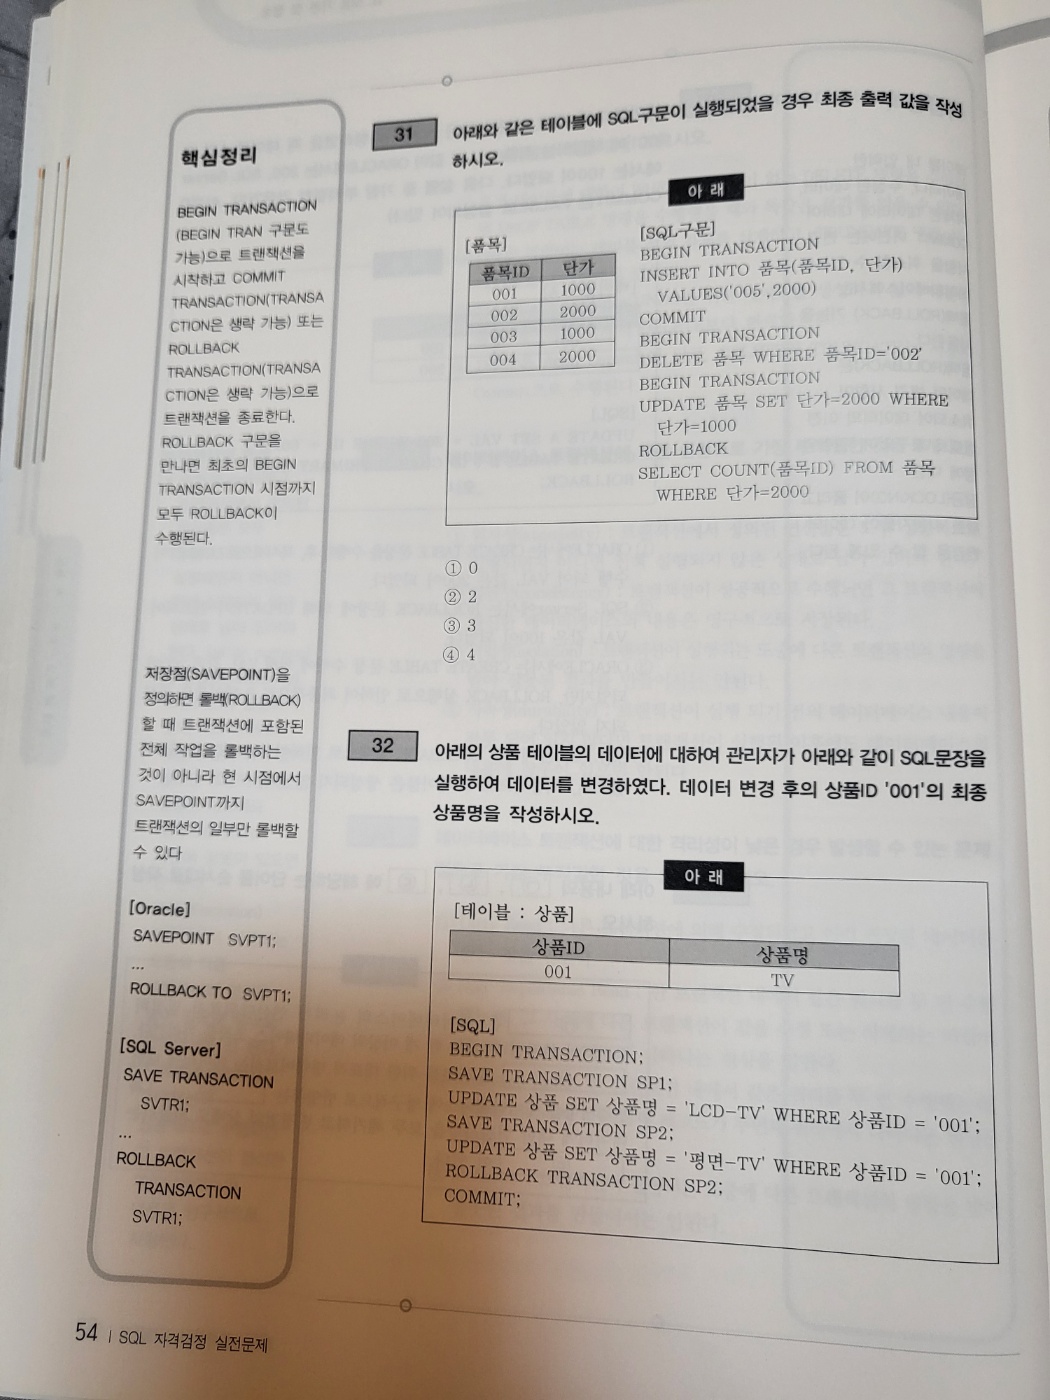 핵심정리
BEGIN TRANSACTION
(BEGIN TRAN 구문도
가능)으로 트랜잭션을
시작하고 COMMIT
TRANSACTION(TRANSA
CTION은 생략 가능) 또는
ROLLBACK
TRANSACTION(TRANSA
CTION은 생략 가능)으로
트랜잭션을 종료한다.
ROLLBACK 구문을
만나면 최초의 BEGIN
TRANSACTION 시점까지
모두 ROLLBACK이
수행된다.
저장점(SAVEPOINT)을
정의하면 롤백(ROLLBACK)
할 때 트랜잭션에 포함된
전체 작업을 롤백하는
것이 아니라 현 시점에서
SAVEPOINT까지
트랜잭션의 일부만 롤백할
수 있다
[Oracle]
SAVEPOINT SVPT1;
...
ROLLBACK TO SVPT1;
[SQL Server]
SAVE TRANSACTION
SVTR1;
...
ROLLBACK
TRANSACTION
SVTR1;
31 아래와 같은 테이블에 SQL구문이 실행되었을 경우 최종 출력 값을 작성
하시오.
아 래
[품목]
품목ID 단가
001 1000
002 2000
003 1000
004 2000
[SQL구문]
BEGIN TRANSACTION
INSERT INTO 품목(품목ID, 단가)
VALUES('005',2000)
COMMIT
BEGIN TRANSACTION
DELETE 품목 WHERE 품목ID='002'
BEGIN TRANSACTION
UPDATE 품목 SET 단가=2000 WHERE
단가=1000
ROLLBACK
SELECT COUNT(품목ID) FROM 품목
WHERE 단가=2000
① 0
② 2
③ 3
④ 4
32 아래의 상품 테이블의 데이터에 대하여 관리자가 아래와 같이 SQL문장을
실행하여 데이터를 변경하였다. 데이터 변경 후의 상품ID '001'의 최종
상품명을 작성하시오.
아 래
[테이블 : 상품]
상품ID 상품명
001 TV
[SQL]
BEGIN TRANSACTION;
SAVE TRANSACTION SP1;
UPDATE 상품 SET 상품명 = 'LCD-TV' WHERE 상품ID = '001';
SAVE TRANSACTION SP2;
UPDATE 상품 SET 상품명 = '평면-TV' WHERE 상품ID = '001';
ROLLBACK TRANSACTION SP2;
COMMIT;
54 | SQL 자격검정 실전문제